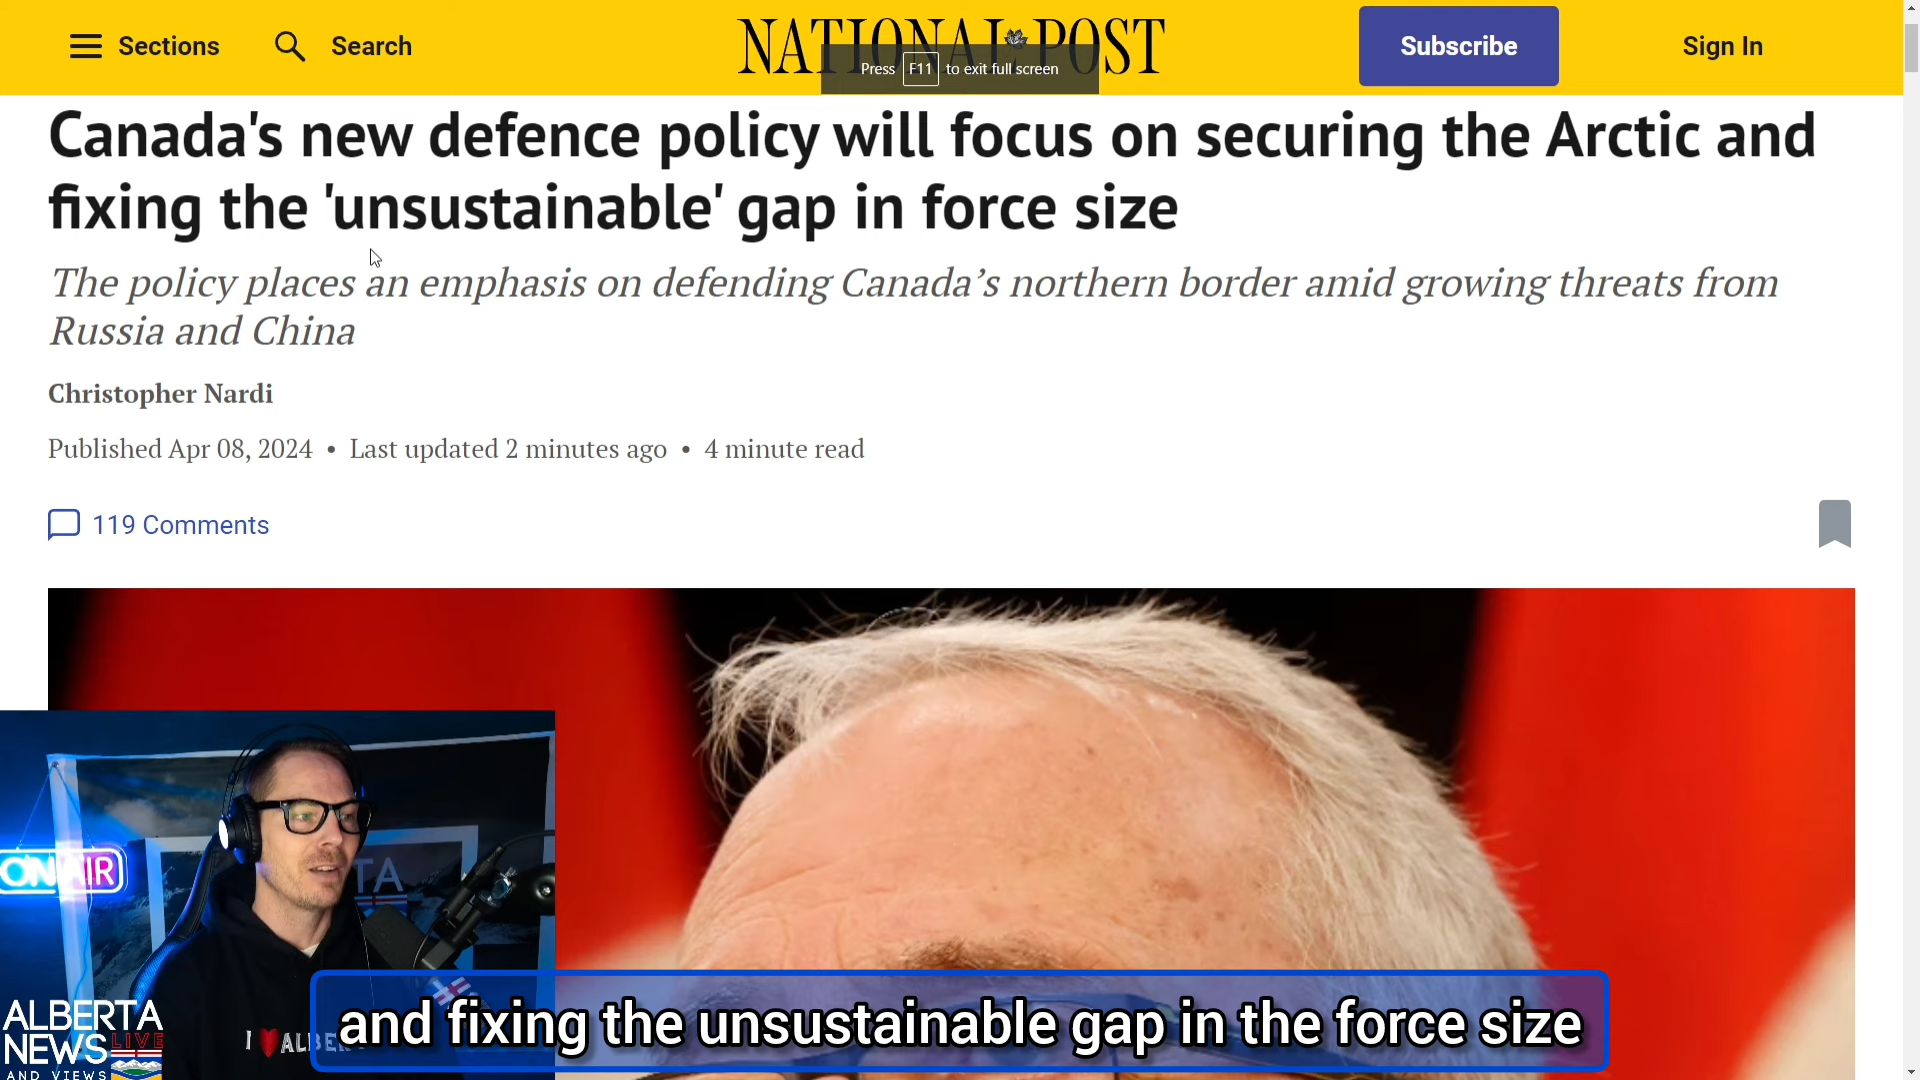 Sections
Search
NATIONAL POST
Subscribe
Sign In
Press F11 to exit full screen
Canada's new defence policy will focus on securing the Arctic and
fixing the 'unsustainable' gap in force size
The policy places an emphasis on defending Canada’s northern border amid growing threats from
Russia and China
Christopher Nardi
Published Apr 08, 2024 • Last updated 2 minutes ago • 4 minute read
119 Comments
ON AIR
TA
ALBERTA
NEWS LIVE
AND VIEWS
I ❤ ALBE
and fixing the unsustainable gap in the force size